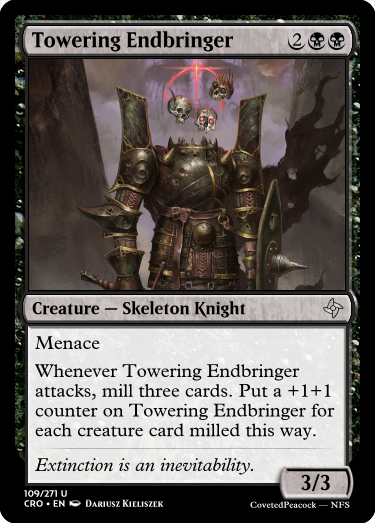 Towering Endbringer 2
Creature — Skeleton Knight
Menace
Whenever Towering Endbringer
attacks, mill three cards. Put a +1+1
counter on Towering Endbringer for
each creature card milled this way.
Extinction is an inevitability.
3/3
109/271 U
CRO • EN Dariusz Kieliszek
CovetedPeacock — NFS